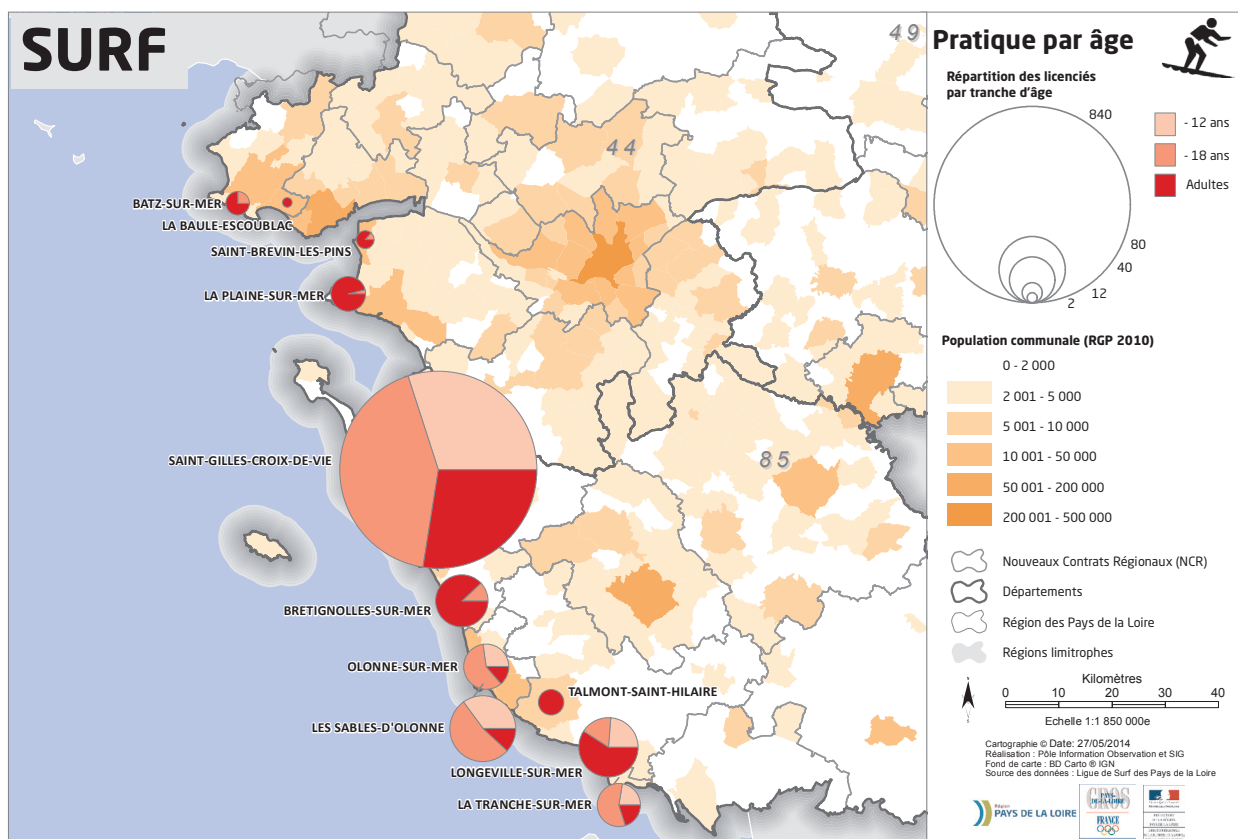 SURF
49
44
85
BATZ-SUR-MER
LA BAULE-ESCOUBLAC
SAINT-BREVIN-LES-PINS
LA PLAINE-SUR-MER
SAINT-GILLES-CROIX-DE-VIE
BRETIGNOLLES-SUR-MER
OLONNE-SUR-MER
TALMONT-SAINT-HILAIRE
LES SABLES-D'OLONNE
LONGEVILLE-SUR-MER
LA TRANCHE-SUR-MER
Pratique par âge
Répartition des licenciés
par tranche d'âge
840
80
40
12
2
- 12 ans
- 18 ans
Adultes
Population communale (RGP 2010)
0 - 2 000
2 001 - 5 000
5 001 - 10 000
10 001 - 50 000
50 001 - 200 000
200 001 - 500 000
Nouveaux Contrats Régionaux (NCR)
Départements
Région des Pays de la Loire
Régions limitrophes
Kilomètres
0 10 20 30 40
Echelle 1:1 850 000e
Cartographie © Date: 27/05/2014
Réalisation : Pôle Information Observation et SIG
Fond de carte : BD Carto ® IGN
Source des données : Ligue de Surf des Pays de la Loire
Région
PAYS DE LA LOIRE
CROS
PAYS-
DE-LA-LOIRE
FRANCE